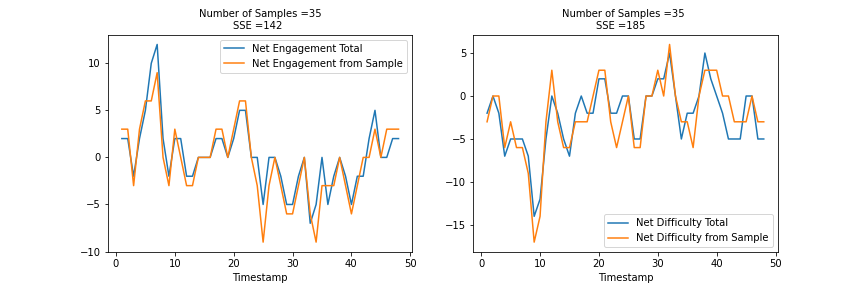 Number of Samples =35
SSE =142
Net Engagement Total
Net Engagement from Sample
10
5
0
−5
−10
0
10
20
30
40
50
Timestamp
Number of Samples =35
SSE =185
5
0
−5
−10
−15
Net Difficulty Total
Net Difficulty from Sample
0
10
20
30
40
50
Timestamp